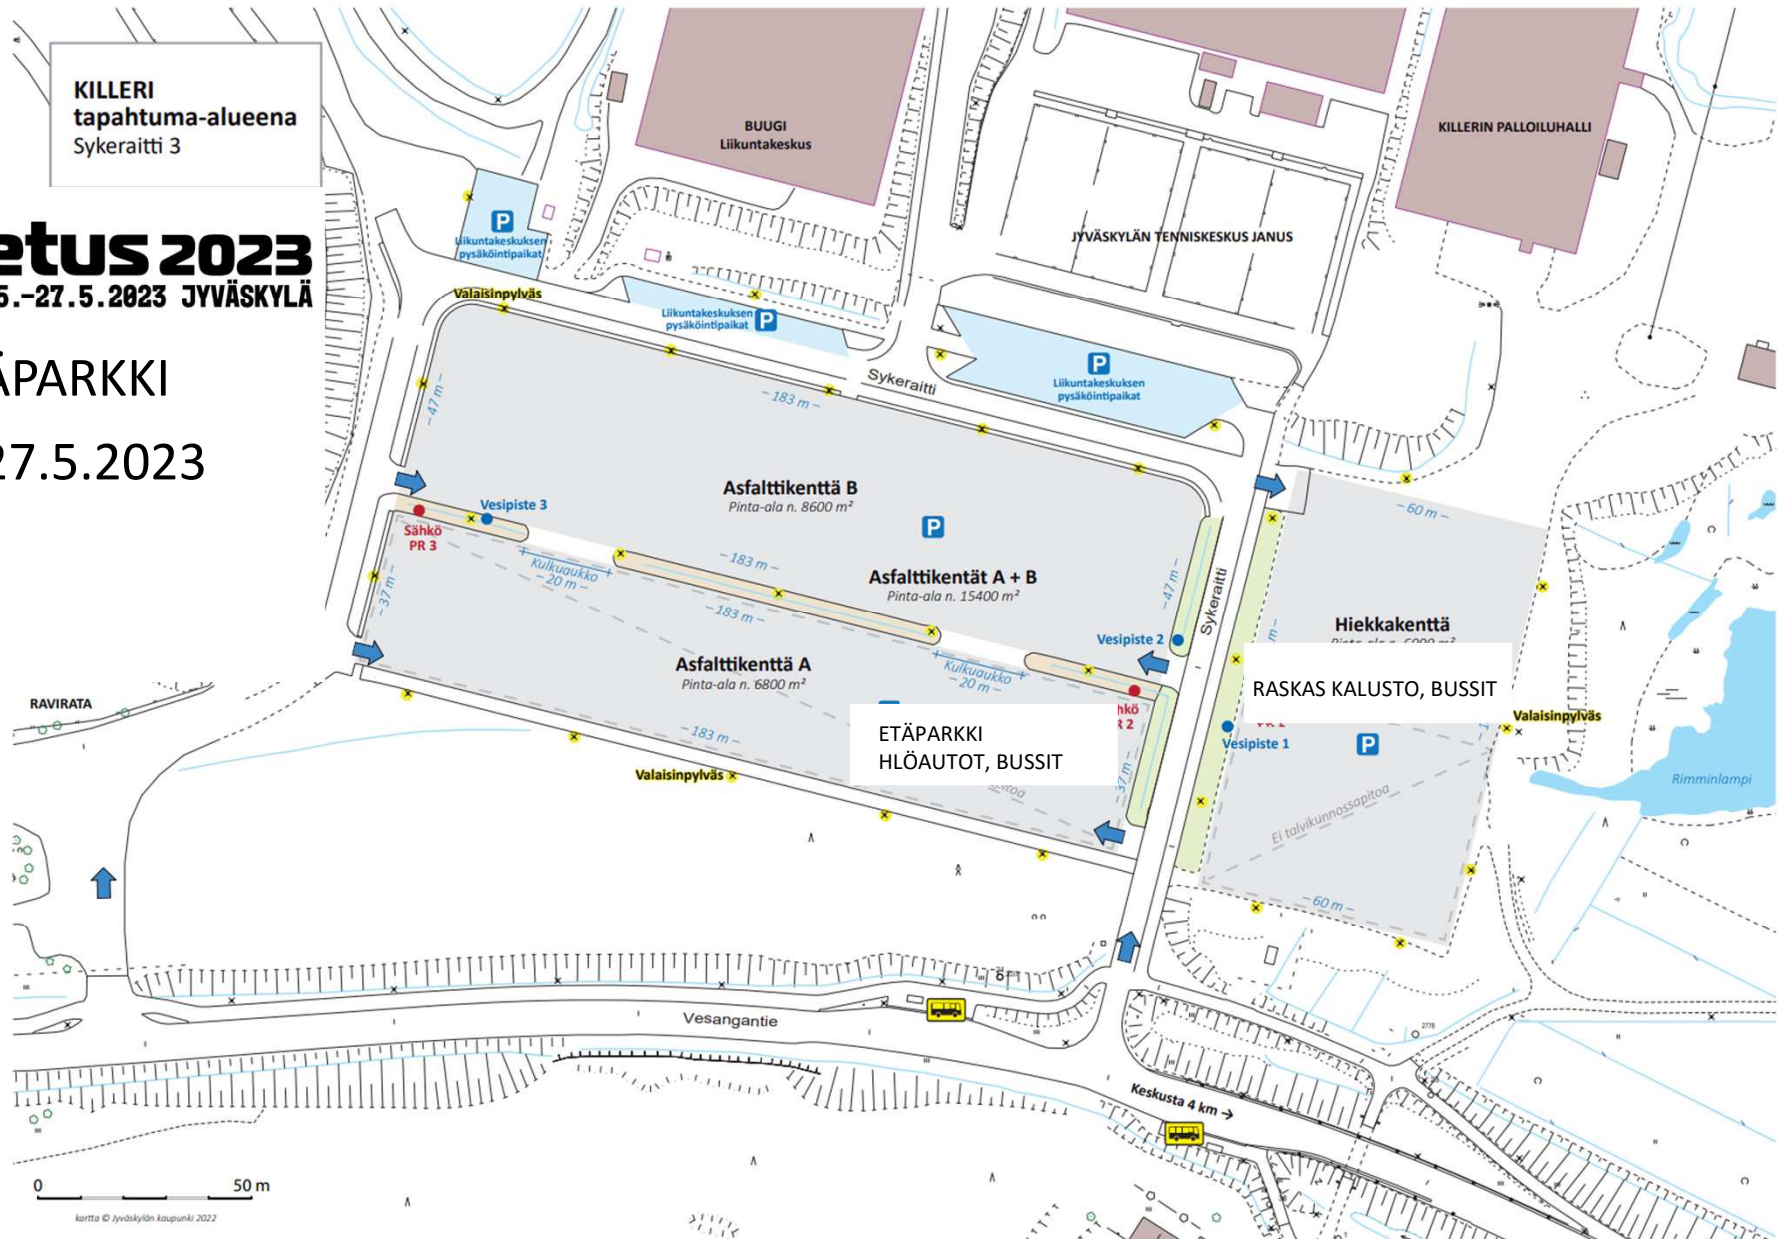 KILLERI
tapahtuma-alueena
Sykeraitti 3
etus 2023
5.-27.5.2023 JYVÄSKYLÄ
ÄPARKKI
27.5.2023
BUUGI
Liikuntakeskus
KILLERIN PALLOILUHALLI
JYVÄSKYLÄN TENNISKESKUS JANUS
P
Liikuntakeskuksen
pysäköintipaikat
Valaisinpylväs
Liikuntakeskuksen
pysäköintipaikat
P
P
Liikuntakeskuksen
pysäköintipaikat
Sykeraitti
– 47 m –
– 183 m –
Asfalttikenttä B
Pinta-ala n. 8600 m²
P
Vesipiste 3
Sähkö
PR 3
Kulkuaukko
– 20 m –
– 183 m –
Asfalttikentät A + B
Pinta-ala n. 15400 m²
– 47 m –
Sykeraitti
– 60 m –
Hiekkakenttä
– 37 m –
– 183 m –
Vesipiste 2
Kulkuaukko
– 20 m –
Asfalttikenttä A
Pinta-ala n. 6800 m²
RASKAS KALUSTO, BUSSIT
RAVIRATA
hkö
R 2
Valaisinpylväs
Vesipiste 1
P
– 183 m –
ETÄPARKKI
HLÖAUTOT, BUSSIT
Valaisinpylväs
37 m –
Rimminlampi
Ei talvikunnossapitoa
– 60 m –
Vesangantie
2778
Keskusta 4 km →
0 50 m
kartta © Jyväskylän kaupunki 2022